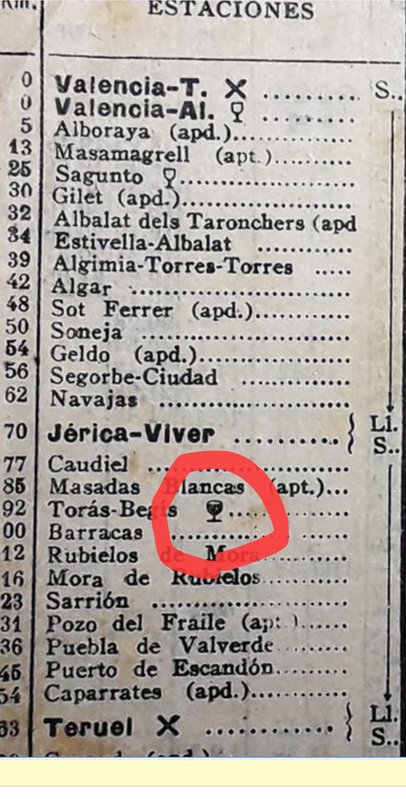 Km. ESTACIONES
0 Valencia-T. ............ S..
0 Valencia-Al. ............
5 Alboraya (apd.)............
13 Masamagrell (apt.)............
25 Sagunto ............
30 Gilet (apd.)............
32 Albalat dels Taronchers (apd
34 Estivella-Albalat ............
39 Algimia-Torres-Torres .....
42 Algar ............
48 Sot Ferrer (apd.)............
50 Soneja ............
54 Geldo (apd.)............
56 Segorbe-Ciudad ............
62 Navajas ............
70 Jérica-Viver ............ Ll.
S..
77 Caudiel ............
85 Masadas Blancas (apt.)...
92 Torás-Begís .....
00 Barracas ............
12 Rubielos de Mora............
16 Mora de Rubielos............
23 Sarrión ............
31 Pozo del Fraile (apt.)............
36 Puebla de Valverde............
45 Puerto de Escandón............
54 Caparrates (apd.)............
63 Teruel ............ Ll.
S..